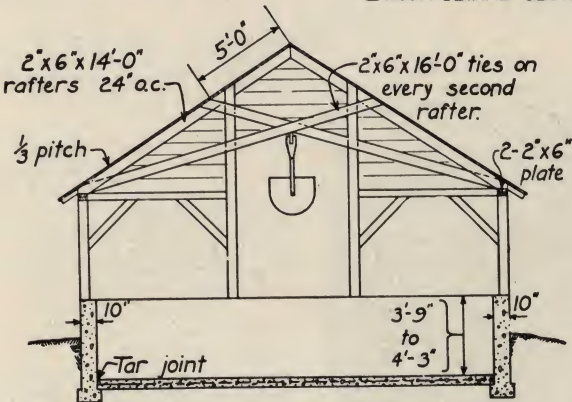 5'-0"
2"x6"x14'-0"
rafters 24" o.c.
2"x6"x16'-0" ties on
every second
rafter.
1/3 pitch
2-2"x6"
plate
10"
3'-9"
to
4'-3"
10"
Tar joint